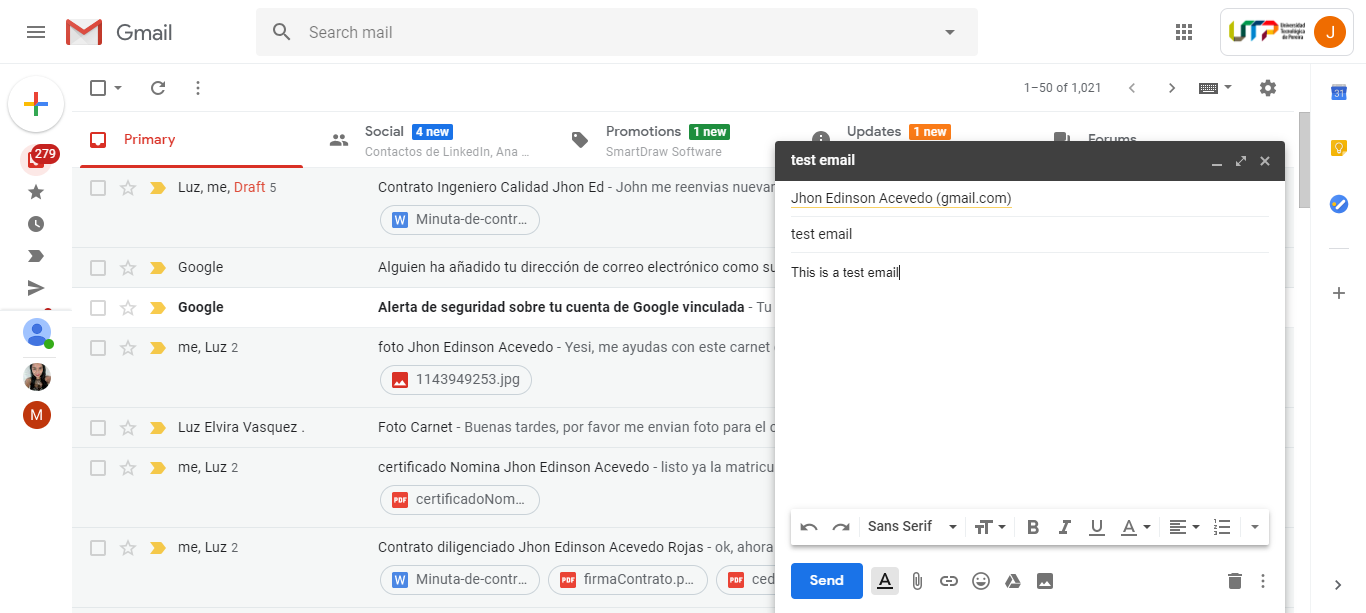 Gmail
Search mail
UTP
Universidad
Tecnológica
de Pereira
J
1–50 of 1,021
31
Primary
Social 4 new
Contactos de LinkedIn, Ana ...
Promotions 1 new
SmartDraw Software
Updates 1 new
Forums
279
Luz, me, Draft 5
Contrato Ingeniero Calidad Jhon Ed - John me reenvias nuevar
W Minuta-de-contr...
Google
Alguien ha añadido tu dirección de correo electrónico como su
Google
Alerta de seguridad sobre tu cuenta de Google vinculada - Tu
me, Luz 2
foto Jhon Edinson Acevedo - Yesi, me ayudas con este carnet
1143949253.jpg
Luz Elvira Vasquez .
Foto Carnet - Buenas tardes, por favor me envian foto para el c
me, Luz 2
certificado Nomina Jhon Edinson Acevedo - listo ya la matricu
PDF certificadoNom...
me, Luz 2
Contrato diligenciado Jhon Edinson Acevedo Rojas - ok, ahora
W Minuta-de-contr...
PDF firmaContrato.p...
PDF ced
M
test email
Jhon Edinson Acevedo (gmail.com)
test email
This is a test email
Sans Serif
B I U A
Send
A